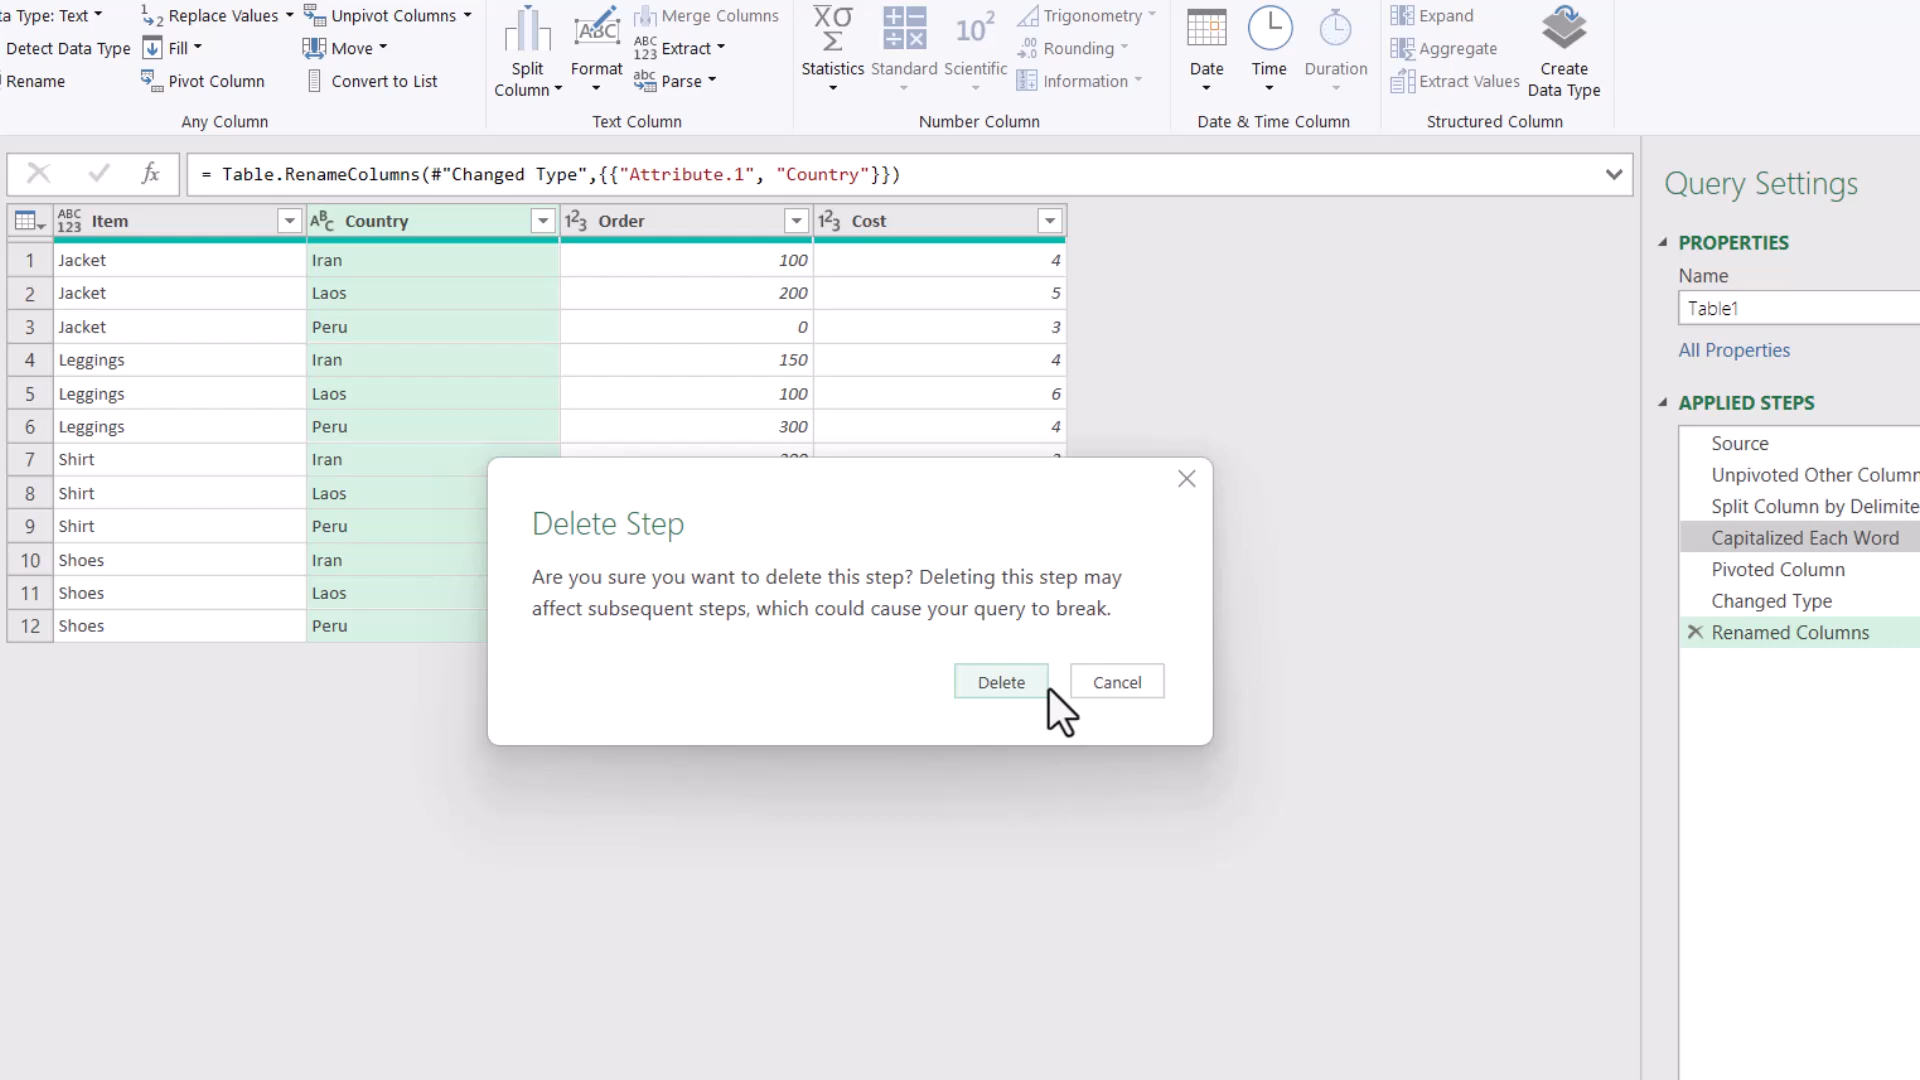 ta Type: Text
Replace Values
Unpivot Columns
Detect Data Type
Fill
Move
Rename
Pivot Column
Convert to List
Any Column
Split Column
Format
Merge Columns
Extract
Parse
Text Column
Statistics
Standard
Scientific
Trigonometry
Rounding
Information
Number Column
Date
Time
Duration
Date & Time Column
Expand
Aggregate
Extract Values
Create Data Type
Structured Column
= Table.RenameColumns(#"Changed Type",{{"Attribute.1", "Country"}})
Item Country Order Cost
1 Jacket Iran 100 4
2 Jacket Laos 200 5
3 Jacket Peru 0 3
4 Leggings Iran 150 4
5 Leggings Laos 100 6
6 Leggings Peru 300 4
7 Shirt Iran
8 Shirt Laos
9 Shirt Peru
10 Shoes Iran
11 Shoes Laos
12 Shoes Peru
Delete Step
Are you sure you want to delete this step? Deleting this step may
affect subsequent steps, which could cause your query to break.
Delete
Cancel
Query Settings
PROPERTIES
Name
Table1
All Properties
APPLIED STEPS
Source
Unpivoted Other Column
Split Column by Delimite
Capitalized Each Word
Pivoted Column
Changed Type
Renamed Columns